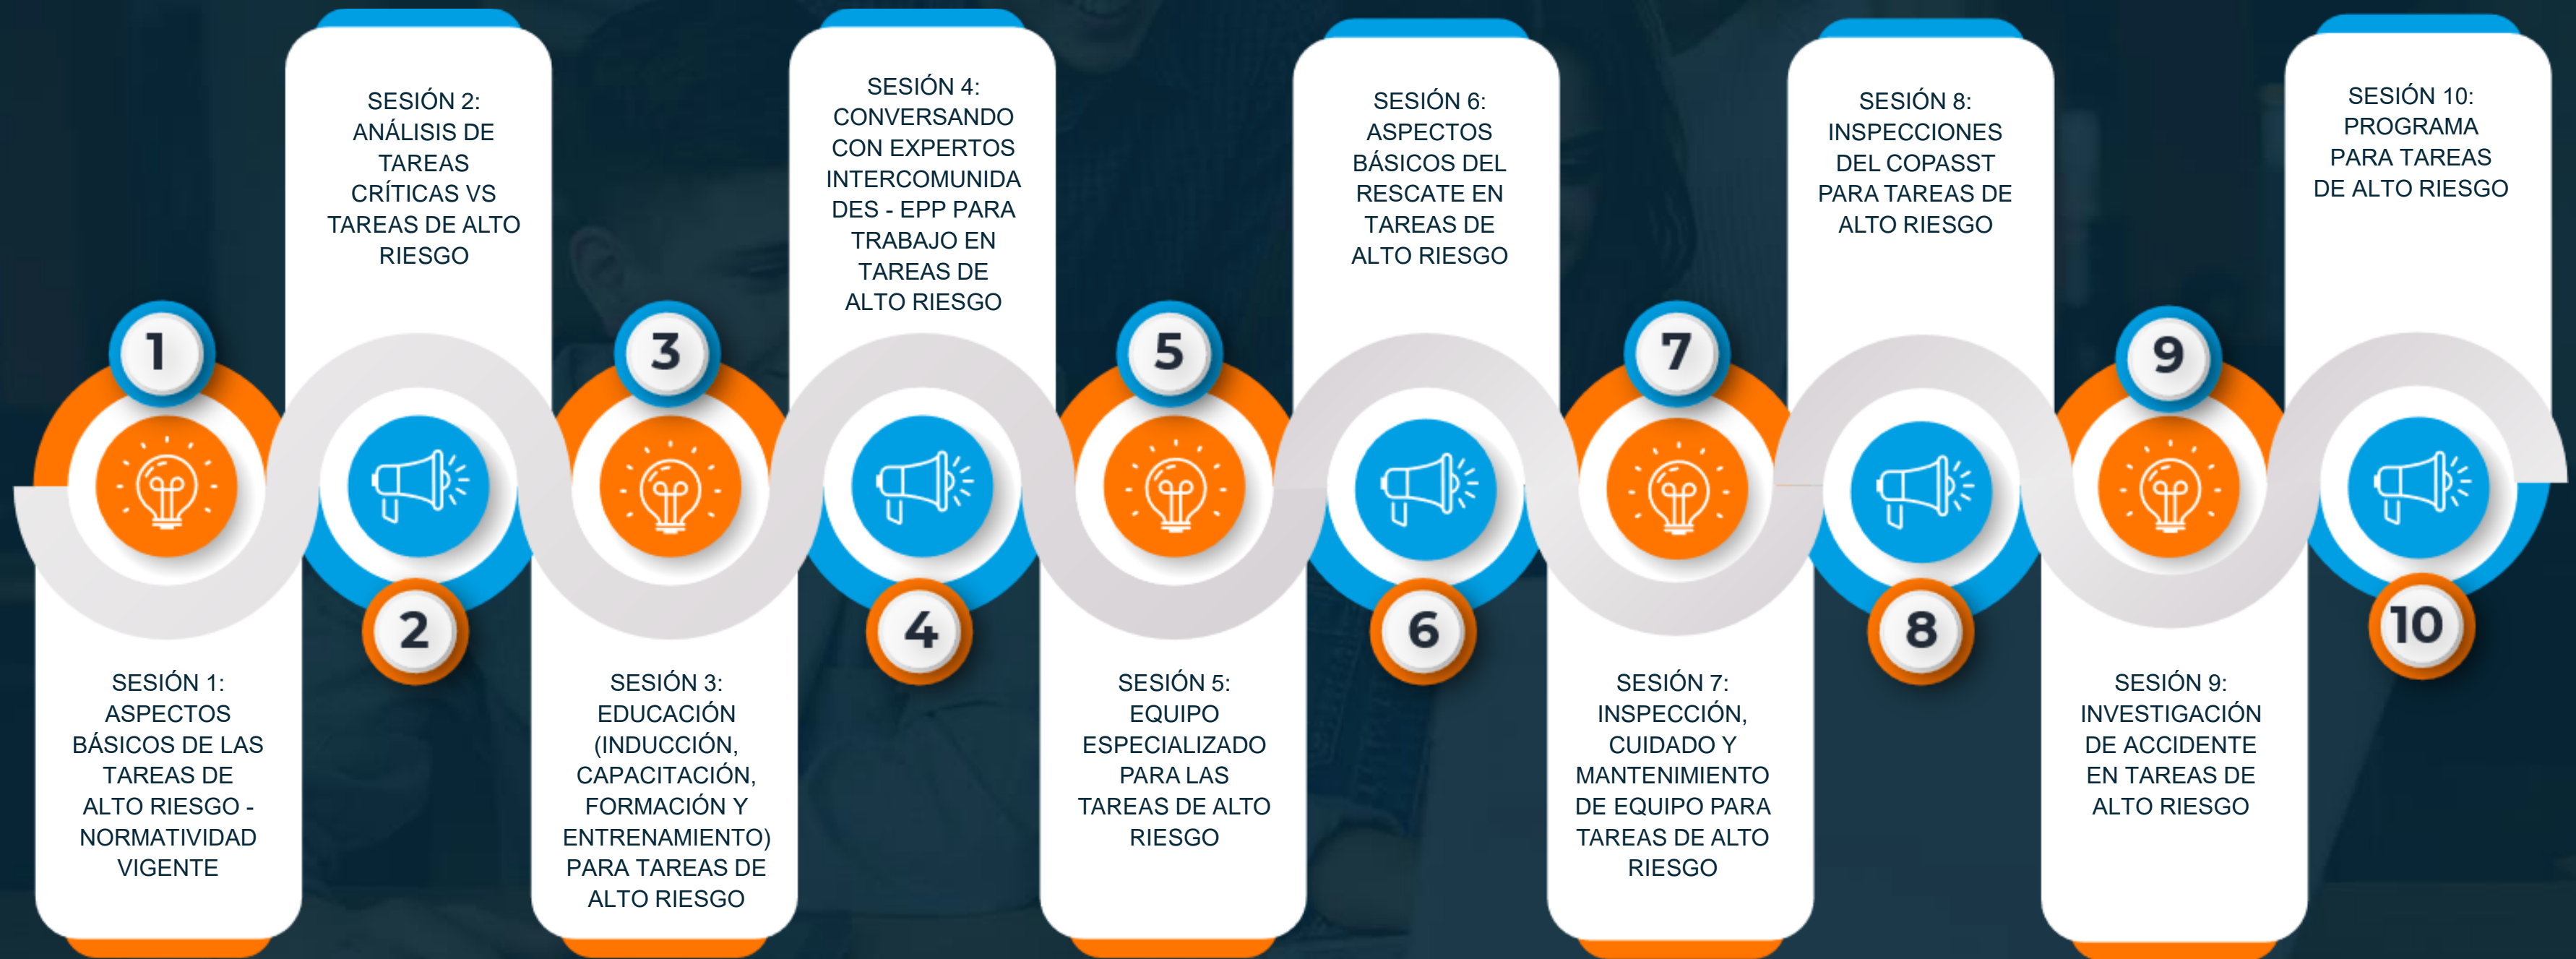 1
SESIÓN 1:
ASPECTOS
BÁSICOS DE LAS
TAREAS DE
ALTO RIESGO -
NORMATIVIDAD
VIGENTE
SESIÓN 2:
ANÁLISIS DE
TAREAS
CRÍTICAS VS
TAREAS DE ALTO
RIESGO
2
3
SESIÓN 3:
EDUCACIÓN
(INDUCCIÓN,
CAPACITACIÓN,
FORMACIÓN Y
ENTRENAMIENTO)
PARA TAREAS DE
ALTO RIESGO
SESIÓN 4:
CONVERSANDO
CON EXPERTOS
INTERCOMUNIDA
DES - EPP PARA
TRABAJO EN
TAREAS DE
ALTO RIESGO
4
5
SESIÓN 5:
EQUIPO
ESPECIALIZADO
PARA LAS
TAREAS DE ALTO
RIESGO
SESIÓN 6:
ASPECTOS
BÁSICOS DEL
RESCATE EN
TAREAS DE
ALTO RIESGO
6
7
SESIÓN 7:
INSPECCIÓN,
CUIDADO Y
MANTENIMIENTO
DE EQUIPO PARA
TAREAS DE ALTO
RIESGO
SESIÓN 8:
INSPECCIONES
DEL COPASST
PARA TAREAS DE
ALTO RIESGO
8
9
SESIÓN 9:
INVESTIGACIÓN
DE ACCIDENTE
EN TAREAS DE
ALTO RIESGO
SESIÓN 10:
PROGRAMA
PARA TAREAS
DE ALTO RIESGO
10